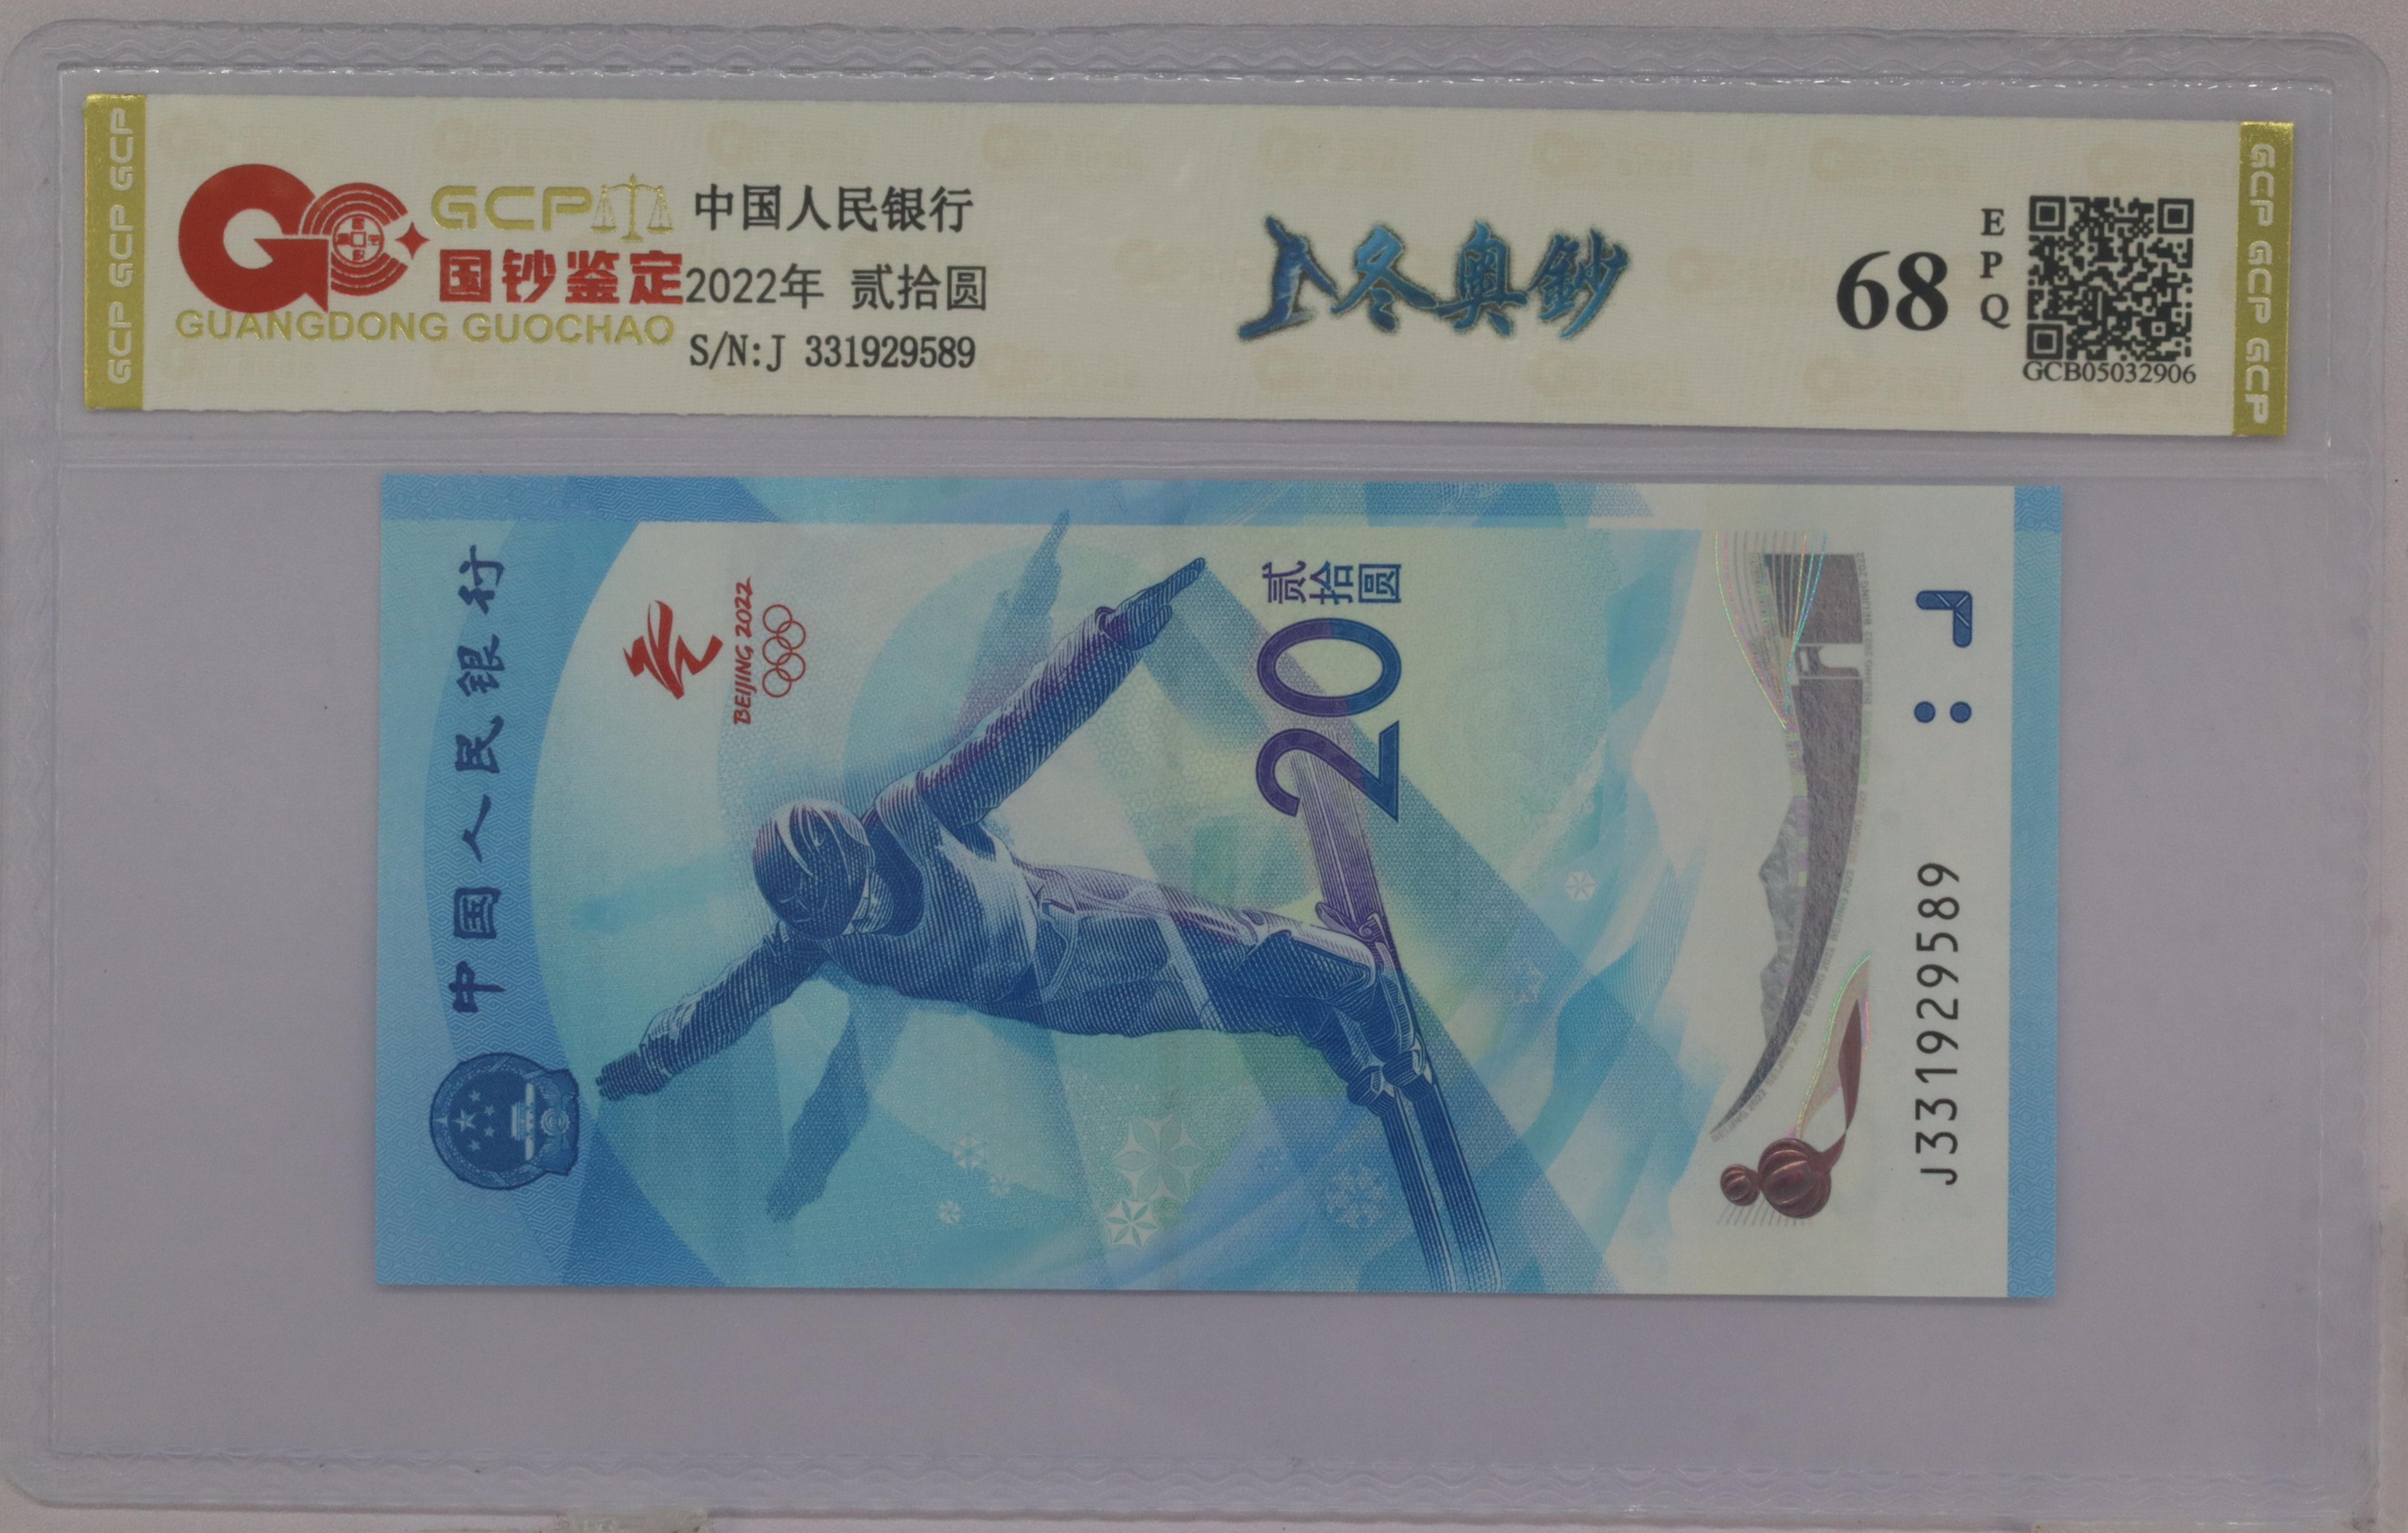 GCP GCP GCP
GCP
国钞鉴定
GUANGDONG GUOCHAO
中国人民银行
2022年 贰拾圆
S/N:J 331929589
冬奥鈔
68
EPQ
GCB05032906
GCP GCP GCP
中国人民银行
BEIJING 2022
贰拾圆
20
J331929589